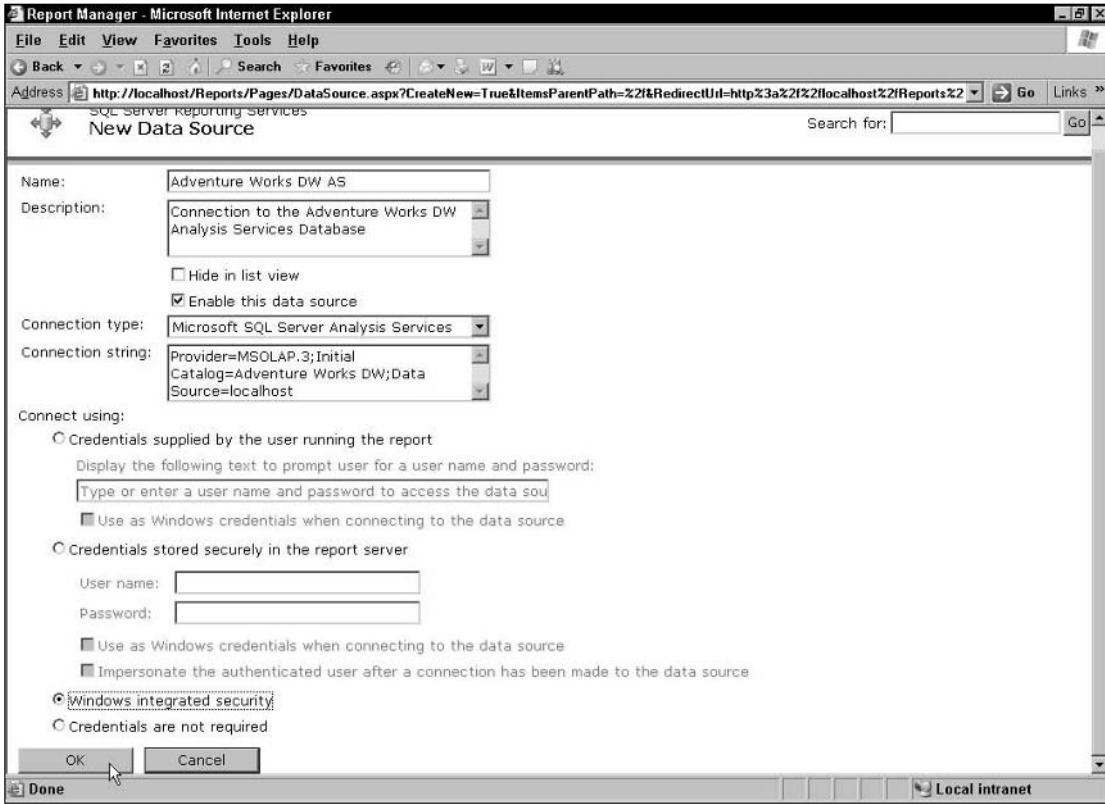 Report Manager - Microsoft Internet Explorer
File Edit View Favorites Tools Help
Back Search Favorites
Address http://localhost/Reports/Pages/DataSource.aspx?CreateNew=True&ItemsParentPath=%2f&RedirectUrl=http%3a%2f%2flocalhost%2fReports%2 Go Links »
SQL Server Reporting Services
New Data Source Search for: Go
Name: Adventure Works DW AS
Description: Connection to the Adventure Works DW
Analysis Services Database
Hide in list view
Enable this data source
Connection type: Microsoft SQL Server Analysis Services
Connection string: Provider=MSOLAP.3;Initial
Catalog=Adventure Works DW;Data
Source=localhost
Connect using:
Credentials supplied by the user running the report
Display the following text to prompt user for a user name and password:
Type or enter a user name and password to access the data sou
Use as Windows credentials when connecting to the data source
Credentials stored securely in the report server
User name:
Password:
Use as Windows credentials when connecting to the data source
Impersonate the authenticated user after a connection has been made to the data source
Windows integrated security
Credentials are not required
OK Cancel
Done Local intranet